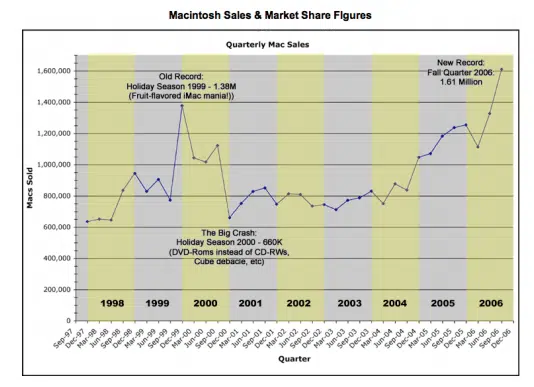 Macintosh Sales & Market Share Figures
Quarterly Mac Sales
New Record:
Fall Quarter 2006:
1.61 Million
Old Record:
Holiday Season 1999 - 1.38M
(Fruit-flavored iMac mania!))
The Big Crash:
Holiday Season 2000 - 660K
(DVD-Roms instead of CD-RWs,
Cube debacle, etc)
Macs Sold
1,600,000
1,400,000
1,200,000
1,000,000
800,000
600,000
400,000
200,000
0
1998 1999 2000 2001 2002 2003 2004 2005 2006
Sep-97 Dec-97 Mar-98 Jun-98 Sep-98 Dec-98 Mar-99 Jun-99 Sep-99 Dec-99 Mar-00 Jun-00 Sep-00 Dec-00 Mar-01 Jun-01 Sep-01 Dec-01 Mar-02 Jun-02 Sep-02 Dec-02 Mar-03 Jun-03 Sep-03 Dec-03 Mar-04 Jun-04 Sep-04 Dec-04 Mar-05 Jun-05 Sep-05 Dec-05 Mar-06 Jun-06 Sep-06 Dec-06
Quarter